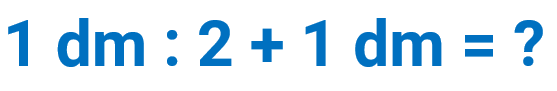 1 dm : 2 + 1 dm = ?